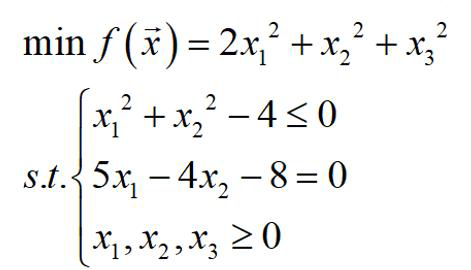 min f(x⃗) = 2x₁² + x₂² + x₃²
x₁² + x₂² − 4 ≤ 0
s.t. { 5x₁ − 4x₂ − 8 = 0
x₁, x₂, x₃ ≥ 0